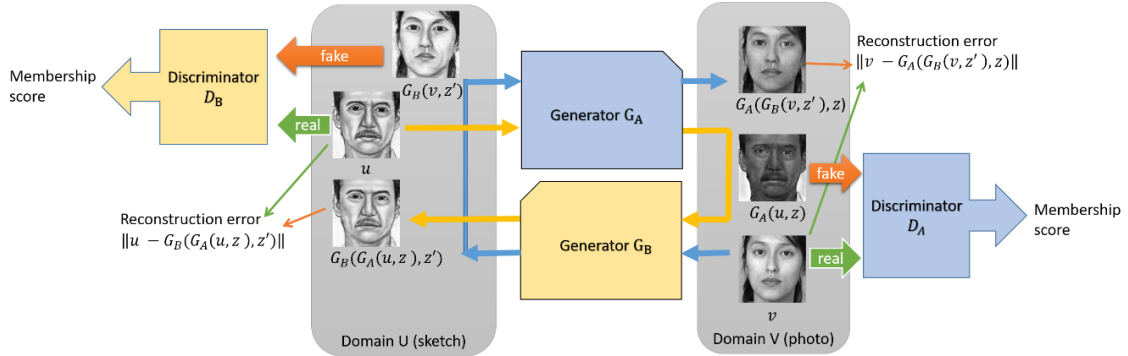 Membership
score
Discriminator
D_B
fake
real
G_B(v, z′)
u
Reconstruction error
‖u − G_B(G_A(u, z), z′)‖
G_B(G_A(u, z), z′)
Domain U (sketch)
Generator G_A
Generator G_B
G_A(G_B(v, z′), z)
G_A(u, z)
v
Domain V (photo)
Reconstruction error
‖v − G_A(G_B(v, z′), z)‖
fake
real
Discriminator
D_A
Membership
score